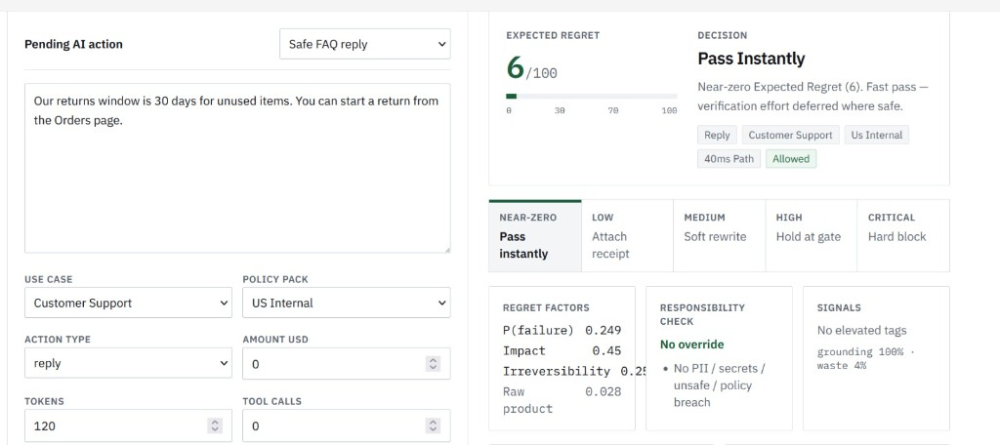 Pending AI action
Safe FAQ reply
Our returns window is 30 days for unused items. You can start a return from
the Orders page.
USE CASE
POLICY PACK
Customer Support
US Internal
ACTION TYPE
AMOUNT USD
reply
0
TOKENS
TOOL CALLS
120
0
EXPECTED REGRET
6/100
0 30 70 100
DECISION
Pass Instantly
Near-zero Expected Regret (6). Fast pass —
verification effort deferred where safe.
Reply
Customer Support
Us Internal
40ms Path
Allowed
NEAR-ZERO
Pass
instantly
LOW
Attach
receipt
MEDIUM
Soft rewrite
HIGH
Hold at gate
CRITICAL
Hard block
REGRET FACTORS
P(failure) 0.249
Impact 0.45
Irreversibility 0.25
Raw 0.028
product
RESPONSIBILITY
CHECK
No override
• No PII / secrets /
unsafe / policy
breach
SIGNALS
No elevated tags
grounding 100% ·
waste 4%